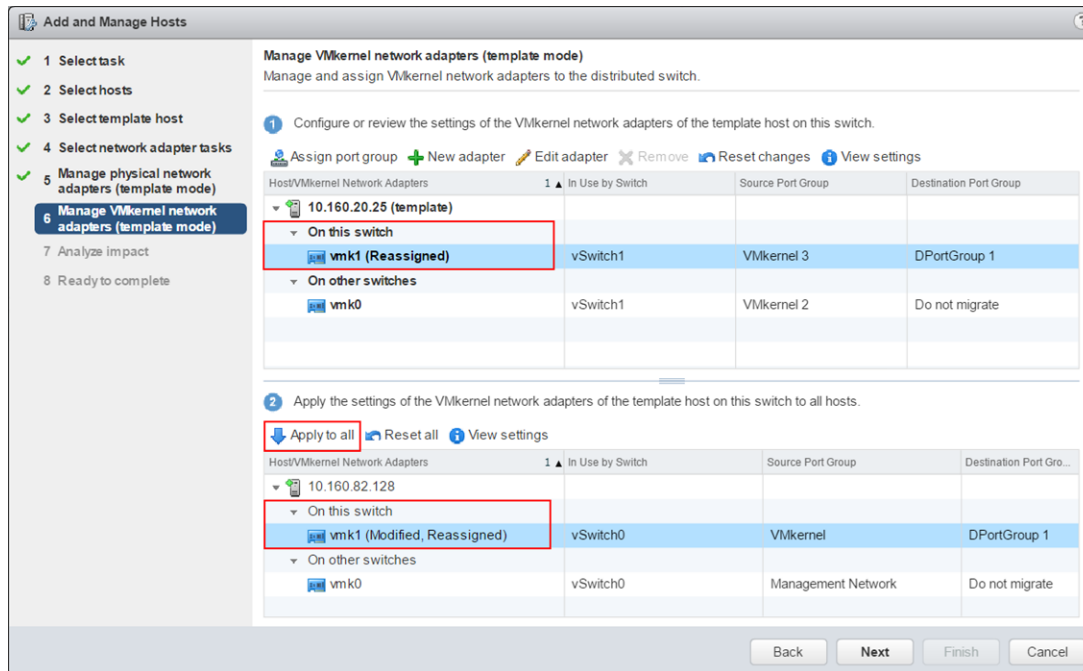 Add and Manage Hosts
?
1 Select task
2 Select hosts
3 Select template host
4 Select network adapter tasks
5 Manage physical network
adapters (template mode)
6 Manage VMkernel network
adapters (template mode)
7 Analyze impact
8 Ready to complete
Manage VMkernel network adapters (template mode)
Manage and assign VMkernel network adapters to the distributed switch.
1 Configure or review the settings of the VMkernel network adapters of the template host on this switch.
Assign port group New adapter Edit adapter Remove Reset changes View settings
Host/VMkernel Network Adapters 1 ▲ In Use by Switch Source Port Group Destination Port Group
10.160.20.25 (template)
On this switch
vmk1 (Reassigned) vSwitch1 VMkernel 3 DPortGroup 1
On other switches
vmk0 vSwitch1 VMkernel 2 Do not migrate
2 Apply the settings of the VMkernel network adapters of the template host on this switch to all hosts.
Apply to all Reset all View settings
Host/VMkernel Network Adapters 1 ▲ In Use by Switch Source Port Group Destination Port Gro...
10.160.82.128
On this switch
vmk1 (Modified, Reassigned) vSwitch0 VMkernel DPortGroup 1
On other switches
vmk0 vSwitch0 Management Network Do not migrate
Back Next Finish Cancel